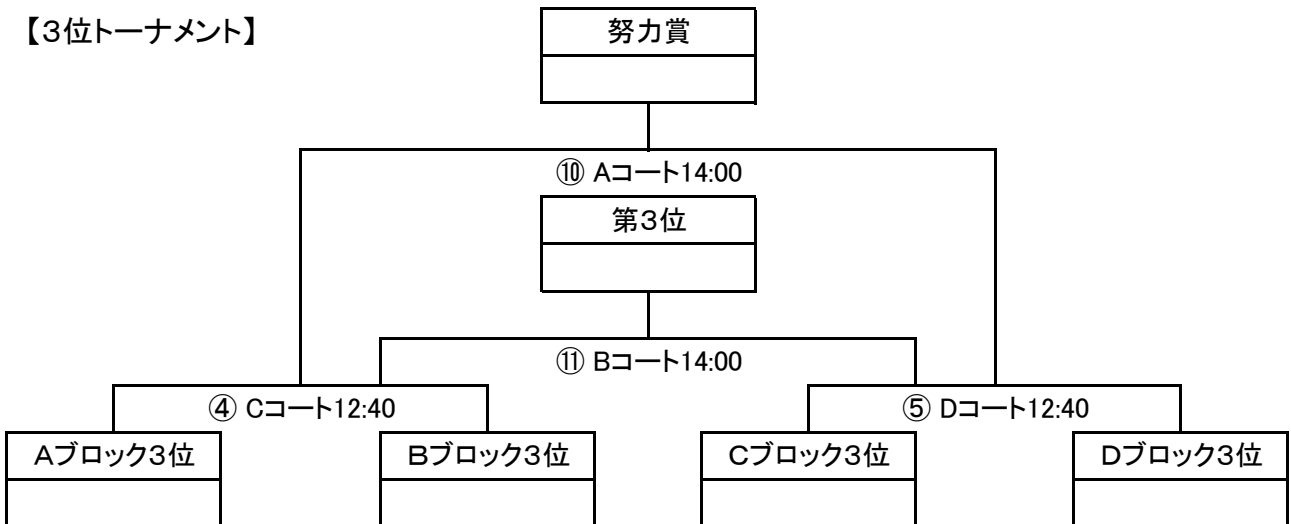 【３位トーナメント】
努力賞
⑩ Aコート14:00
第３位
⑪ Bコート14:00
④ Cコート12:40
⑤ Dコート12:40
Ａブロック３位
Ｂブロック３位
Ｃブロック３位
Ｄブロック３位